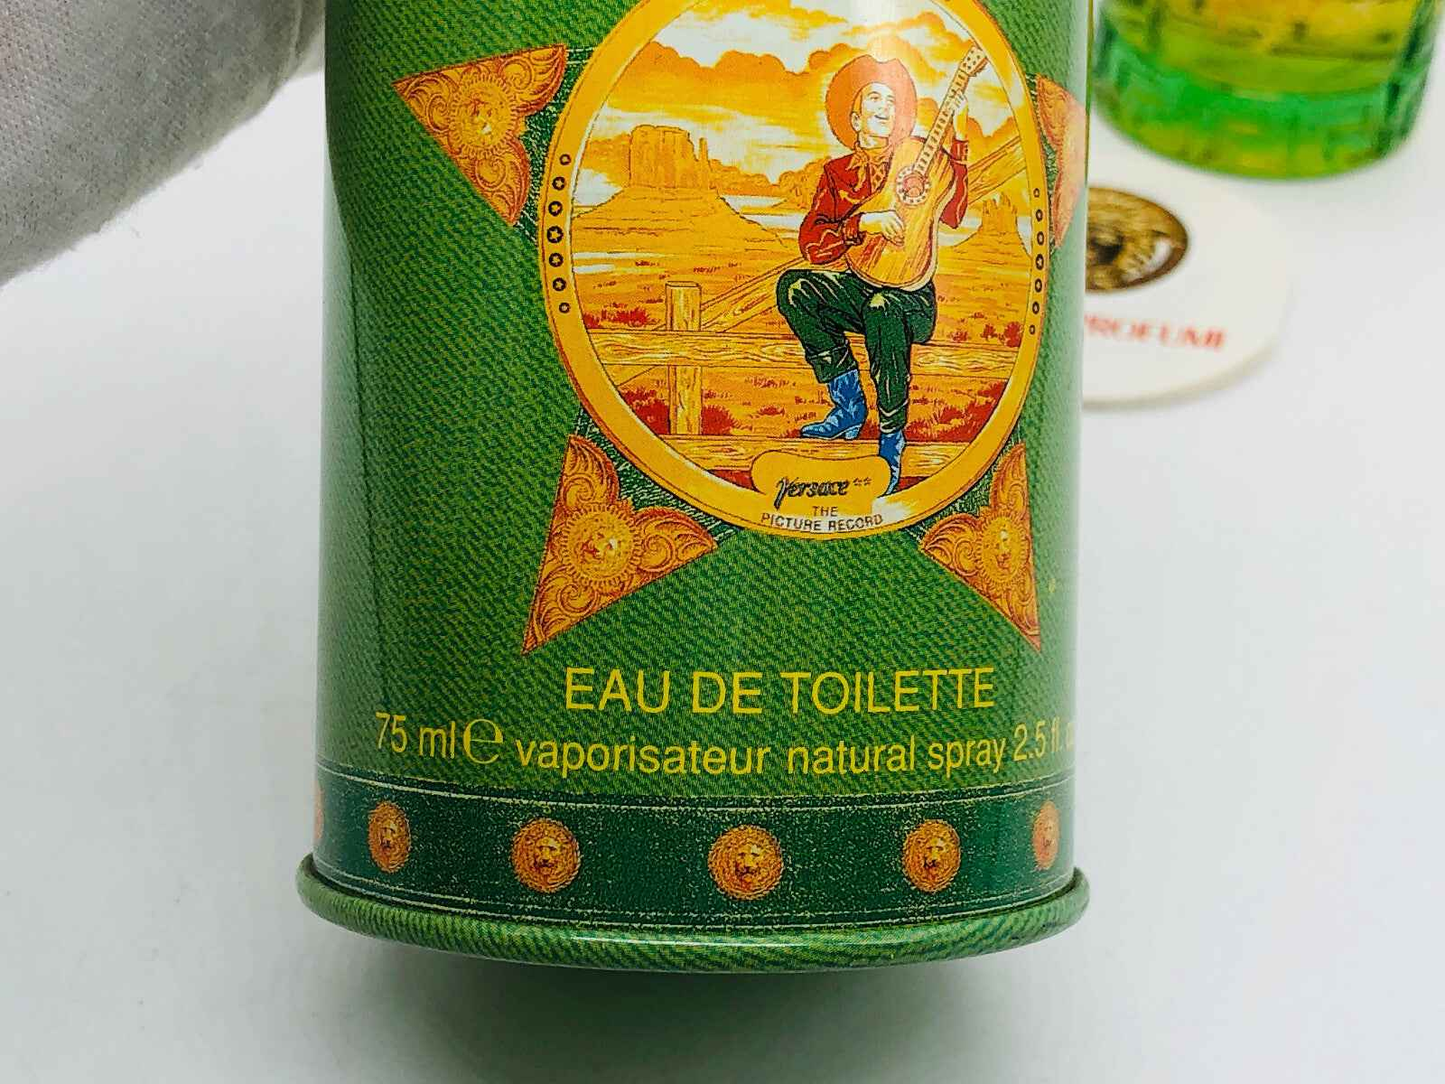 Versace
THE
PICTURE RECORD
EAU DE TOILETTE
75 ml ℮ vaporisateur natural spray 2.5 fl.
PROFUMI